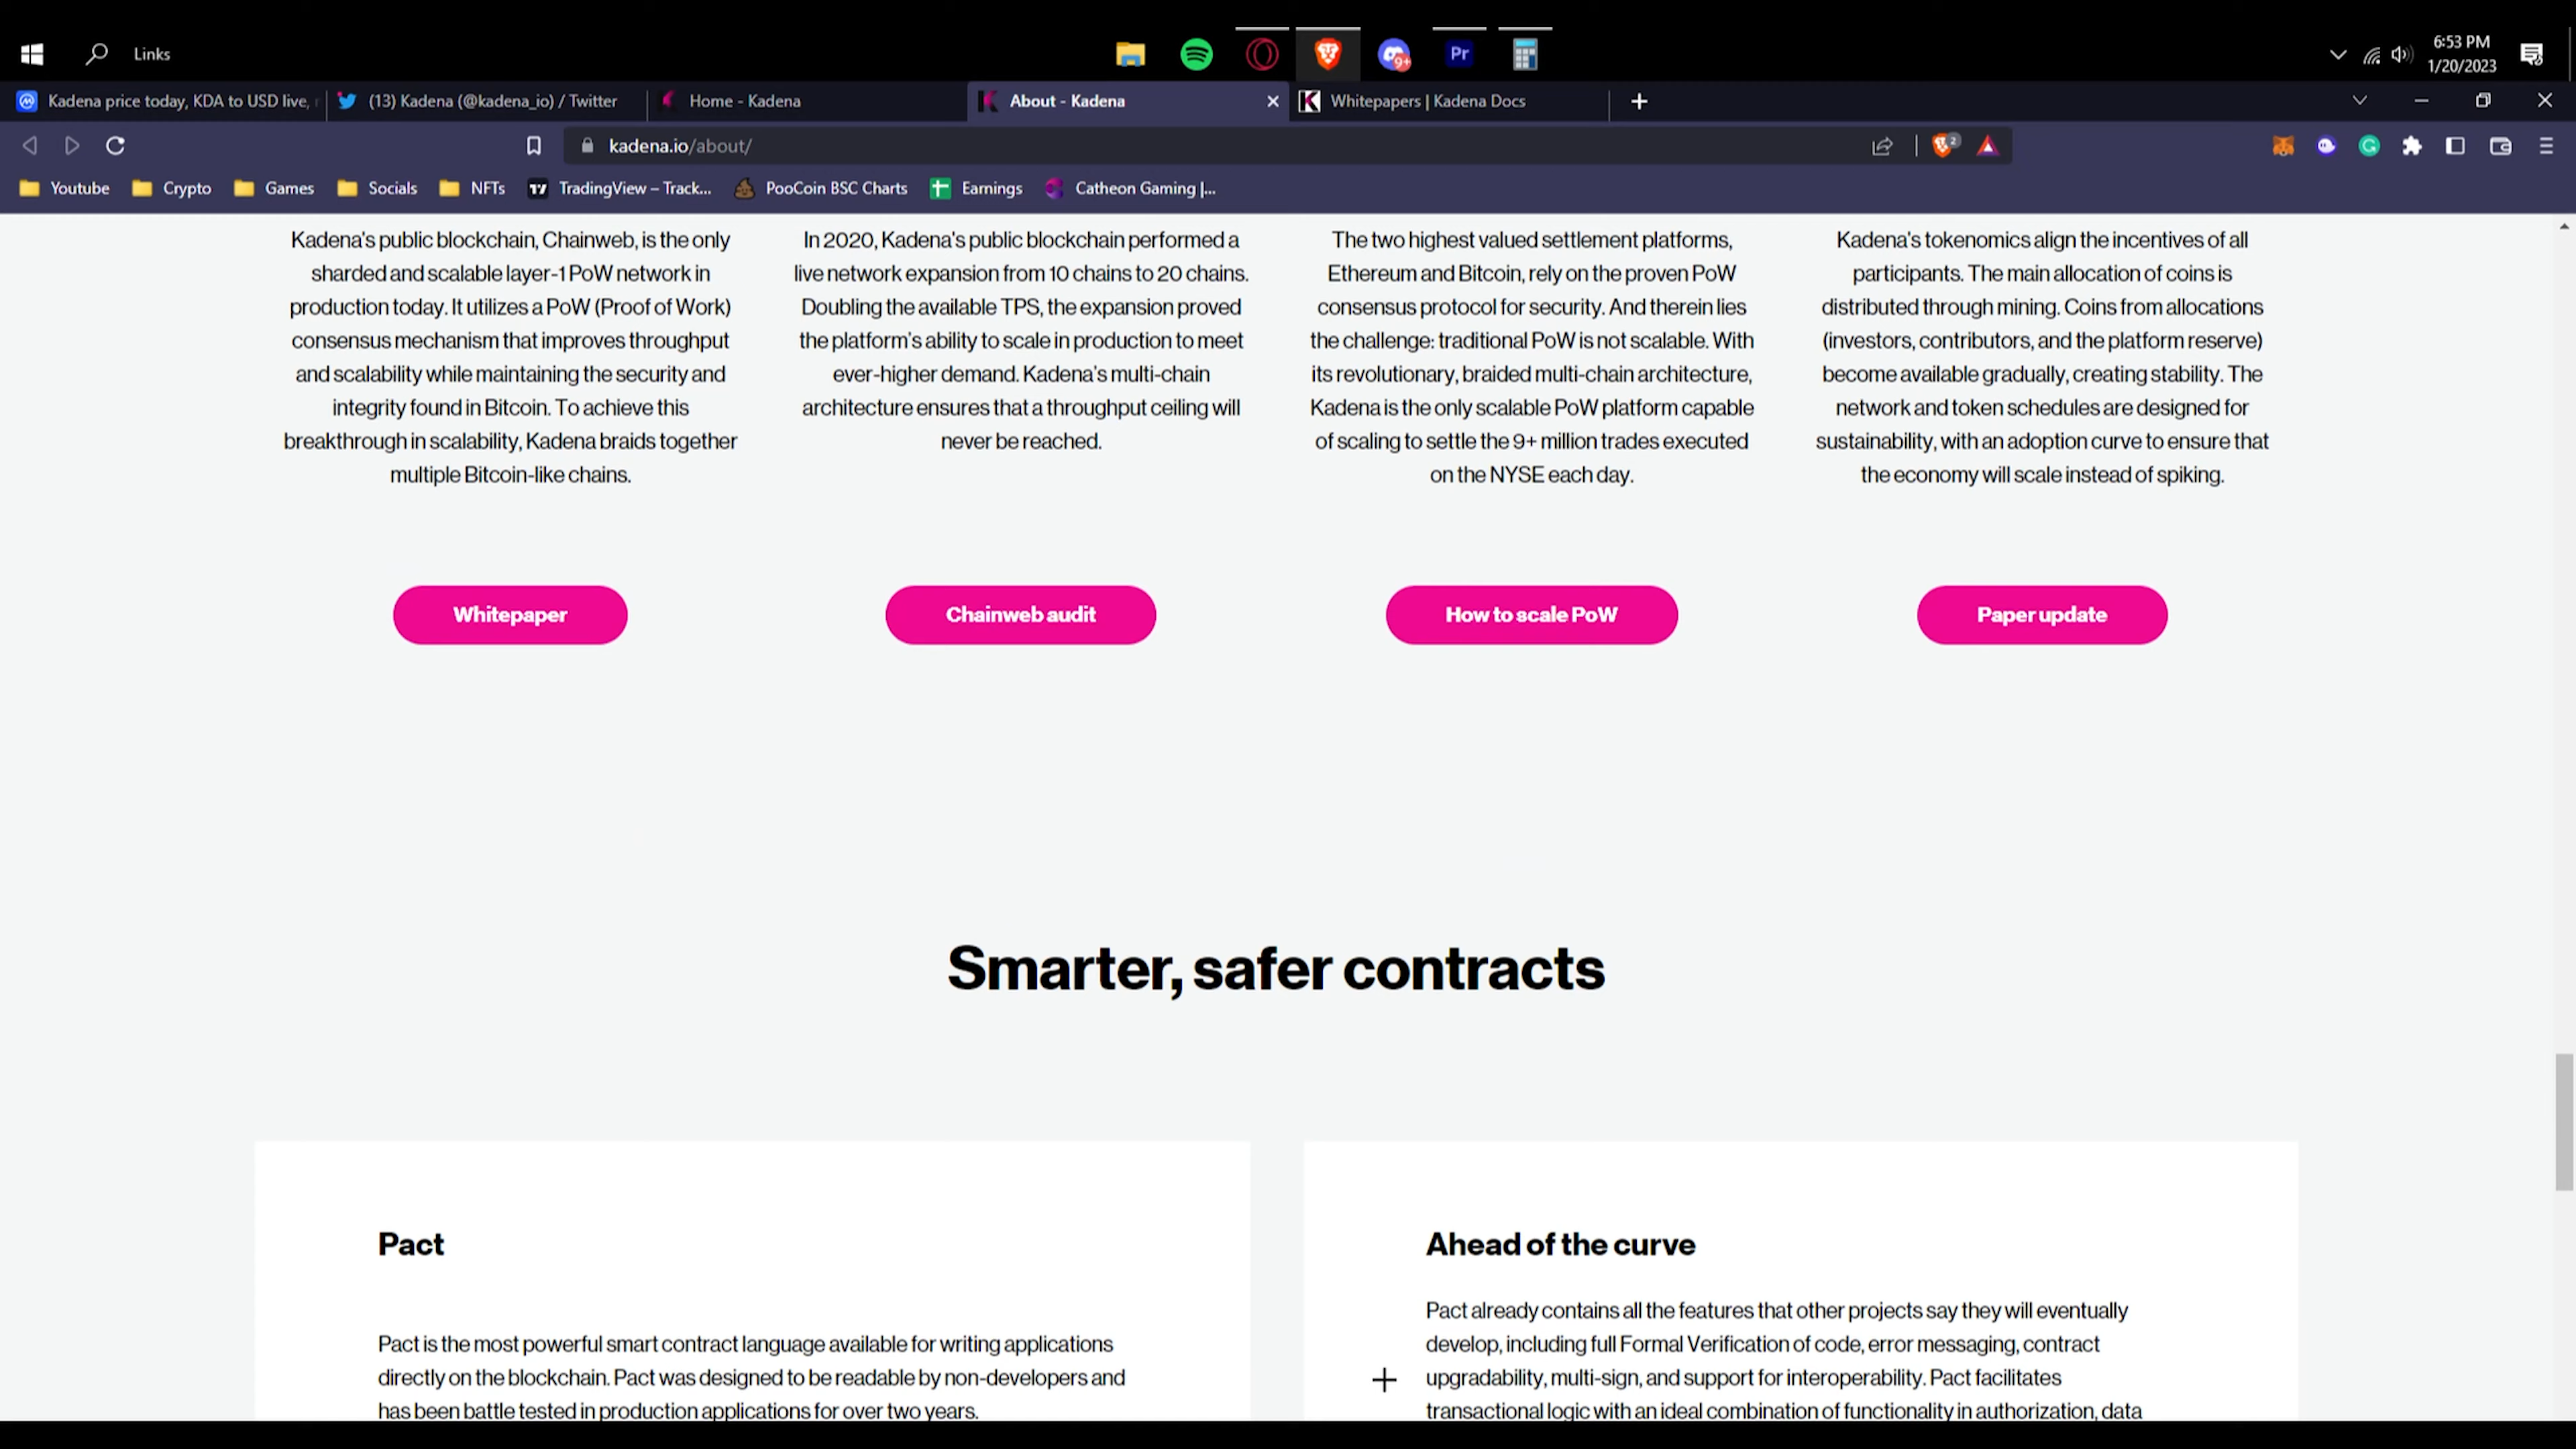 Links
Pr
9+
6:53 PM
1/20/2023
Kadena price today, KDA to USD live,
(13) Kadena (@kadena_io) / Twitter
Home - Kadena
About - Kadena
Whitepapers | Kadena Docs
kadena.io/about/
2
Youtube
Crypto
Games
Socials
NFTs
TradingView – Track...
PooCoin BSC Charts
Earnings
Catheon Gaming |...
Kadena's public blockchain, Chainweb, is the only
sharded and scalable layer-1 PoW network in
production today. It utilizes a PoW (Proof of Work)
consensus mechanism that improves throughput
and scalability while maintaining the security and
integrity found in Bitcoin. To achieve this
breakthrough in scalability, Kadena braids together
multiple Bitcoin-like chains.
Whitepaper
In 2020, Kadena's public blockchain performed a
live network expansion from 10 chains to 20 chains.
Doubling the available TPS, the expansion proved
the platform's ability to scale in production to meet
ever-higher demand. Kadena's multi-chain
architecture ensures that a throughput ceiling will
never be reached.
Chainweb audit
The two highest valued settlement platforms,
Ethereum and Bitcoin, rely on the proven PoW
consensus protocol for security. And therein lies
the challenge: traditional PoW is not scalable. With
its revolutionary, braided multi-chain architecture,
Kadena is the only scalable PoW platform capable
of scaling to settle the 9+ million trades executed
on the NYSE each day.
How to scale PoW
Kadena's tokenomics align the incentives of all
participants. The main allocation of coins is
distributed through mining. Coins from allocations
(investors, contributors, and the platform reserve)
become available gradually, creating stability. The
network and token schedules are designed for
sustainability, with an adoption curve to ensure that
the economy will scale instead of spiking.
Paper update
Smarter, safer contracts
Pact
Pact is the most powerful smart contract language available for writing applications
directly on the blockchain. Pact was designed to be readable by non-developers and
has been battle tested in production applications for over two years.
Ahead of the curve
Pact already contains all the features that other projects say they will eventually
develop, including full Formal Verification of code, error messaging, contract
upgradability, multi-sign, and support for interoperability. Pact facilitates
transactional logic with an ideal combination of functionality in authorization, data